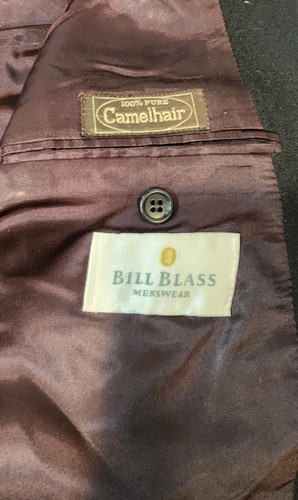 100% PURE
Camelhair
BILL BLASS
MENSWEAR